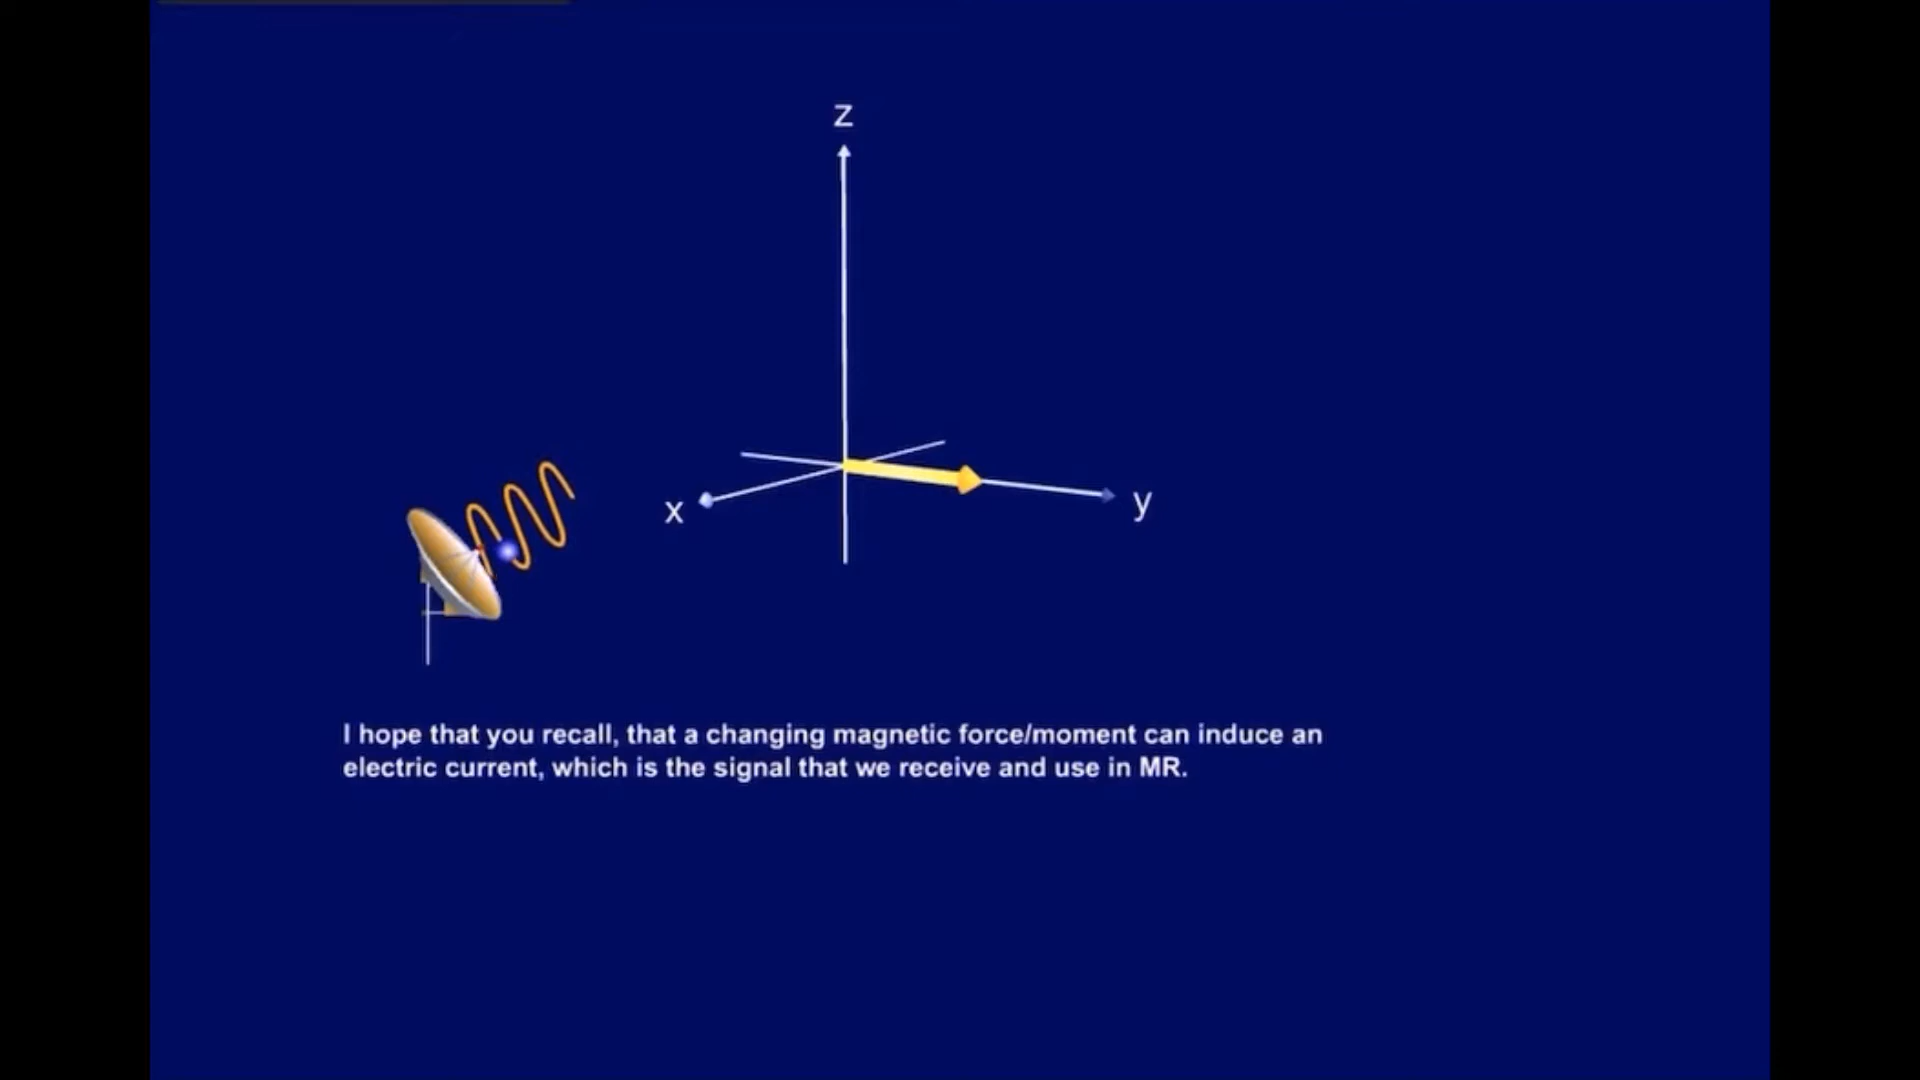 z
x
y
I hope that you recall, that a changing magnetic force/moment can induce an
electric current, which is the signal that we receive and use in MR.